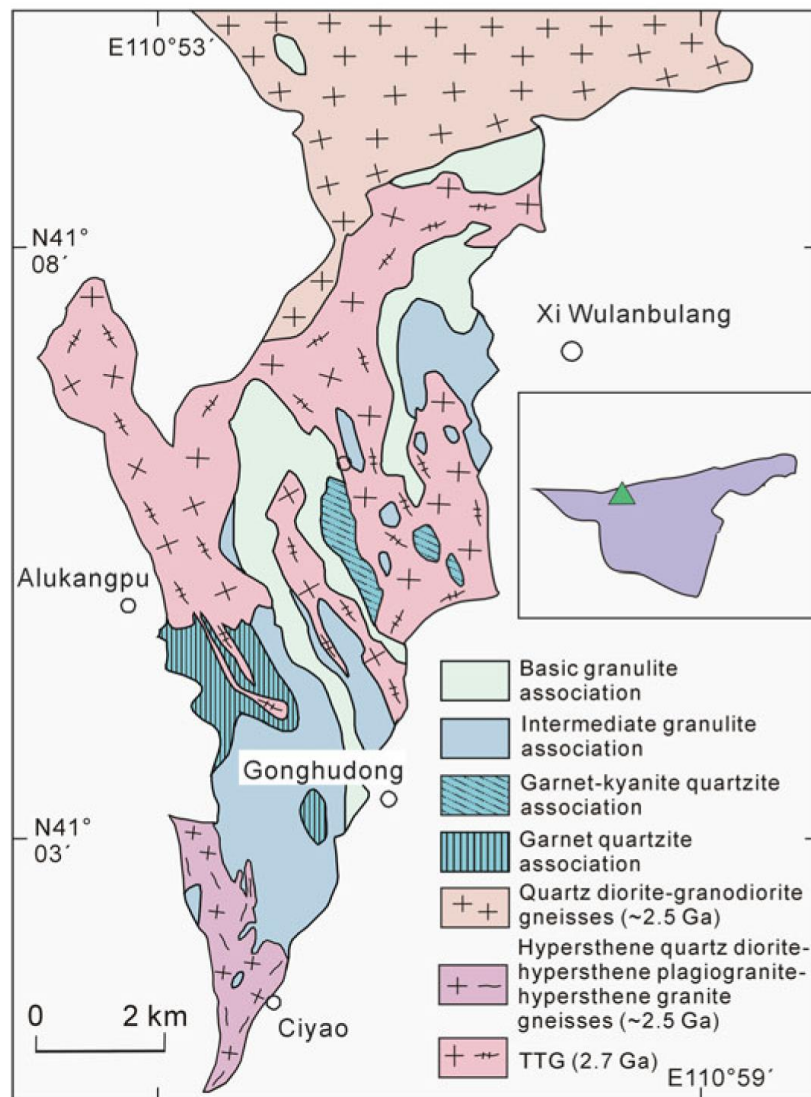 E110°53´
N41°
08´
Xi Wulanbulang
Alukangpu
Basic granulite
association
Intermediate granulite
association
Gonghudong
Garnet-kyanite quartzite
association
N41°
03´
Garnet quartzite
association
Quartz diorite-granodiorite
gneisses (~2.5 Ga)
Hypersthene quartz diorite-
hypersthene plagiogranite-
hypersthene granite
gneisses (~2.5 Ga)
0 2 km
Ciyao
TTG (2.7 Ga)
E110°59´